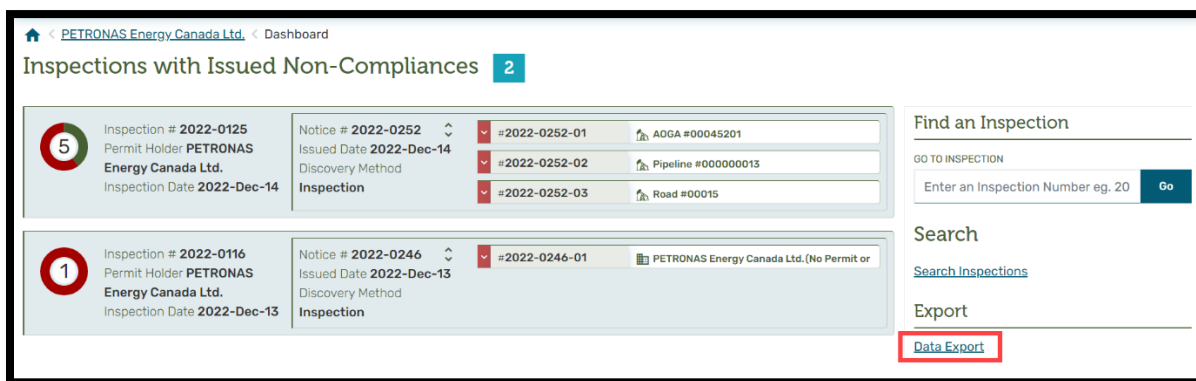 < PETRONAS Energy Canada Ltd. < Dashboard
Inspections with Issued Non-Compliances 2
5
Inspection # 2022-0125
Permit Holder PETRONAS
Energy Canada Ltd.
Inspection Date 2022-Dec-14
Notice # 2022-0252
Issued Date 2022-Dec-14
Discovery Method
Inspection
#2022-0252-01 AOGA #00045201
#2022-0252-02 Pipeline #000000013
#2022-0252-03 Road #00015
1
Inspection # 2022-0116
Permit Holder PETRONAS
Energy Canada Ltd.
Inspection Date 2022-Dec-13
Notice # 2022-0246
Issued Date 2022-Dec-13
Discovery Method
Inspection
#2022-0246-01 PETRONAS Energy Canada Ltd.(No Permit or
Find an Inspection
GO TO INSPECTION
Enter an Inspection Number eg. 20 Go
Search
Search Inspections
Export
Data Export